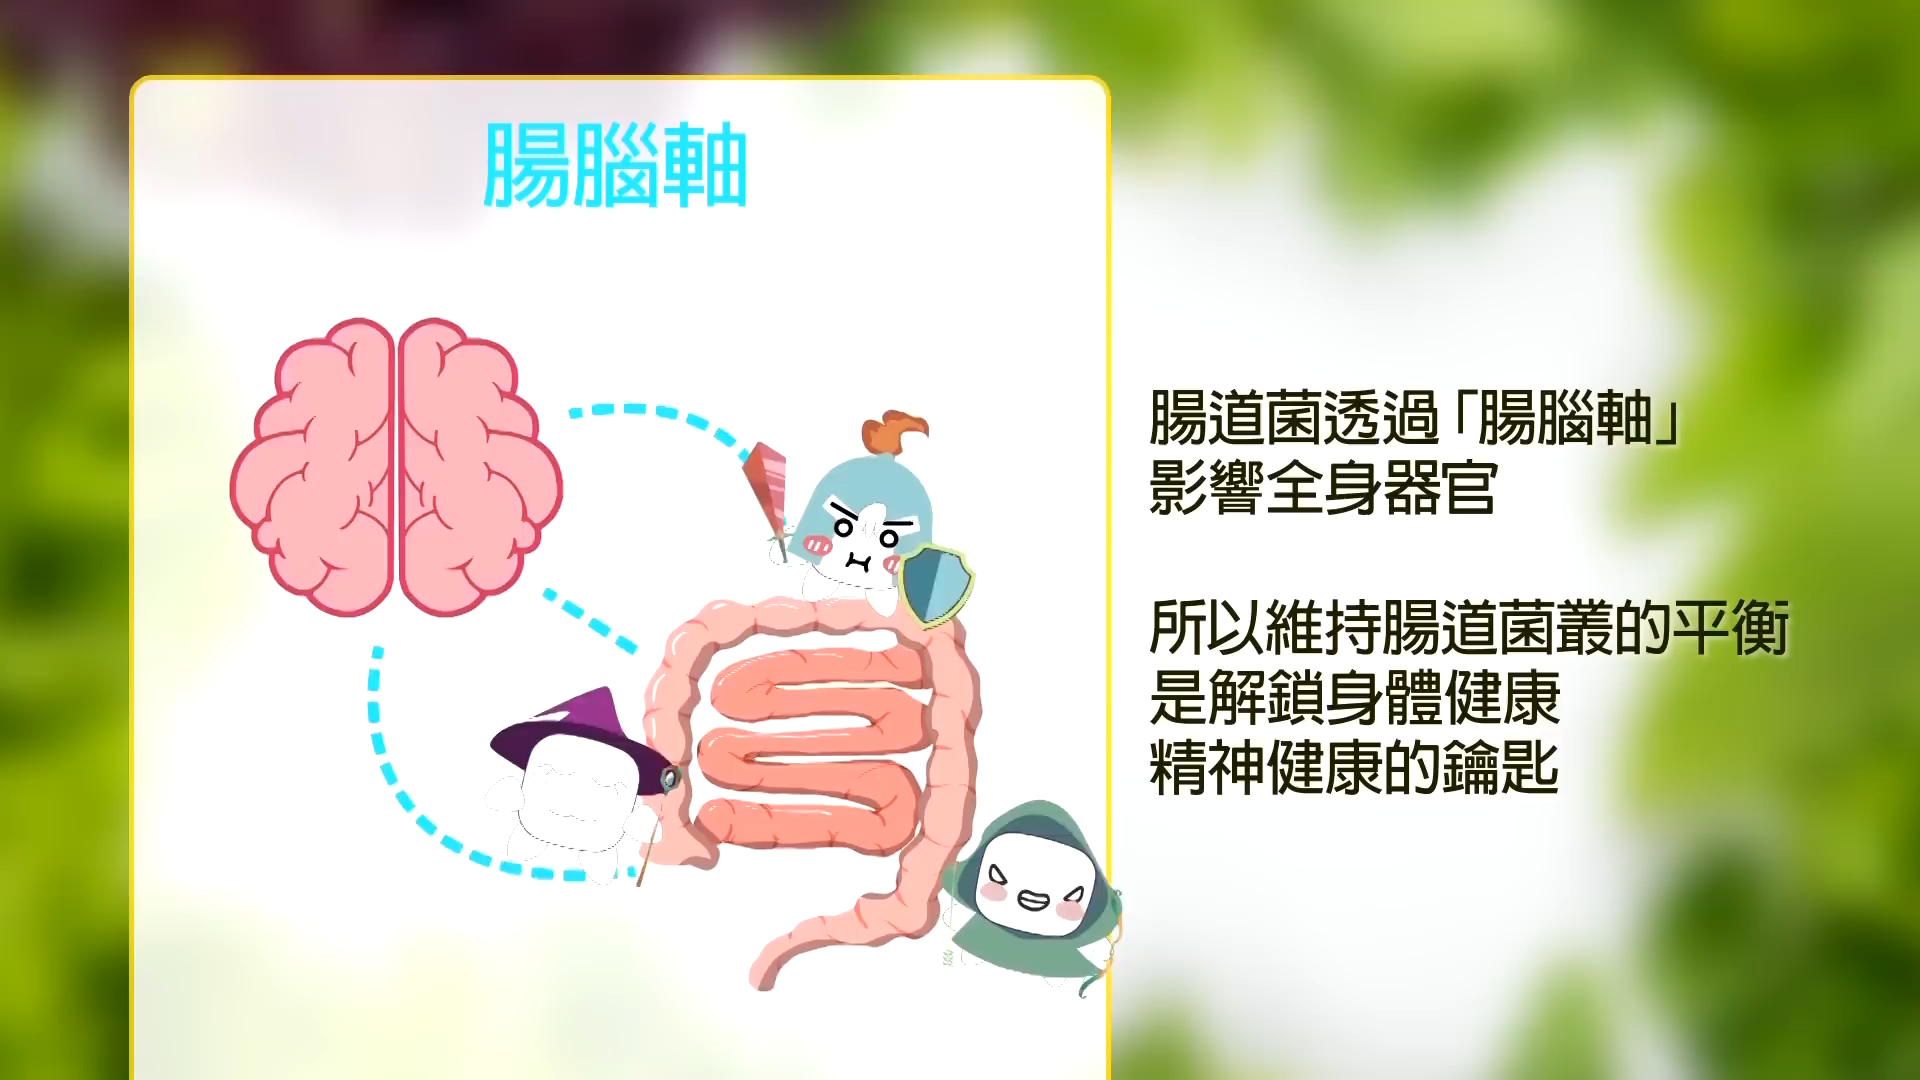 腸腦軸
腸道菌透過「腸腦軸」
影響全身器官
所以維持腸道菌叢的平衡
是解鎖身體健康
精神健康的鑰匙